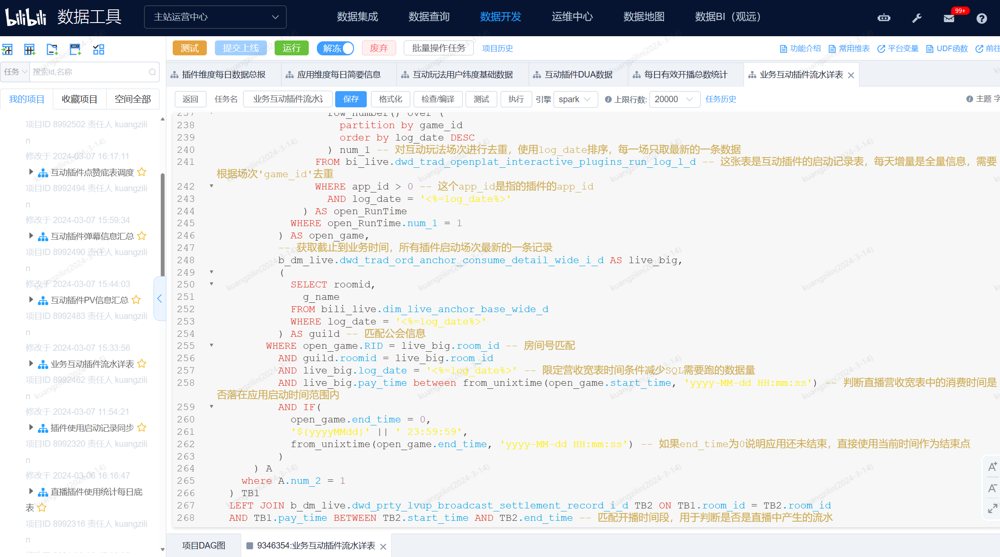 bilibili 数据工具 主站运营中心 数据集成 数据查询 数据开发 运维中心 数据地图 数据BI（观远） 99+
测试 提交上线 运行 解冻 废弃 批量操作任务 项目历史 功能介绍 常用维表 平台变量 UDF函数 前往
任务 搜索Id,名称
我的项目 收藏项目 空间全部
项目ID 8992502 责任人 kuangzili
n
修改于 2024-03-07 16:17:11
互动插件点赞底表调度
项目ID 8992494 责任人 kuangzili
n
修改于 2024-03-07 15:59:34
互动插件弹幕信息汇总
项目ID 8992490 责任人 kuangzili
n
修改于 2024-03-07 15:44:03
互动插件PV信息汇总
项目ID 8992483 责任人 kuangzili
n
修改于 2024-03-07 15:33:56
业务互动插件流水详表
项目ID 8992462 责任人 kuangzili
n
修改于 2024-03-07 11:54:21
插件使用启动记录同步
项目ID 8992320 责任人 kuangzili
n
修改于 2024-03-06 16:16:47
直播插件使用统计每日底
表
项目ID 8992316 责任人 kuangzili
n
插件维度每日数据总报 应用维度每日简要信息 互动玩法用户纬度基础数据 互动插件DUA数据 每日有效开播总数统计 业务互动插件流水详表
返回 任务名 业务互动插件流水 保存 格式化 检查/编译 测试 执行 引擎 spark 上限行数: 20000 任务历史 主题 字
237 row_number() over (
238 partition by game_id
239 order by log_date DESC
240 ) num_1 -- 对互动玩法场次进行去重，使用log_date排序，每一场只取最新的一条数据
241 FROM bi_live.dwd_trad_openplat_interactive_plugins_run_log_l_d -- 这张表是互动插件的启动记录表，每天增量是全量信息，需要
根据场次'game_id'去重
242 WHERE app_id > 0 -- 这个app_id是指的插件的app_id
243 AND log_date = '<%=log_date%>'
244 ) AS open_RunTime
245 WHERE open_RunTime.num_1 = 1
246 ) AS open_game,
247 -- 获取截止到业务时间，所有插件启动场次最新的一条记录
248 b_dm_live.dwd_trad_ord_anchor_consume_detail_wide_i_d AS live_big,
249 (
250 SELECT roomid,
251 g_name
252 FROM bili_live.dim_live_anchor_base_wide_d
253 WHERE log_date = '<%=log_date%>'
254 ) AS guild -- 匹配公会信息
255 WHERE open_game.RID = live_big.room_id -- 房间号匹配
256 AND guild.roomid = live_big.room_id
257 AND live_big.log_date = '<%=log_date%>' -- 限定营收宽表时间条件减少SQL需要跑的数据量
258 AND live_big.pay_time between from_unixtime(open_game.start_time, 'yyyy-MM-dd HH:mm:ss') -- 判断直播营收宽表中的消费时间是
否落在应用启动时间范围内
259 AND IF(
260 open_game.end_time = 0,
261 '${yyyyMMdd}' || ' 23:59:59',
262 from_unixtime(open_game.end_time, 'yyyy-MM-dd HH:mm:ss') -- 如果end_time为0说明应用还未结束，直接使用当前时间作为结束点
263 )
264 ) A
265 where A.num_2 = 1
266 ) TB1
267 LEFT JOIN b_dm_live.dwd_prty_lvup_broadcast_settlement_record_i_d TB2 ON TB1.room_id = TB2.room_id
268 AND TB1.pay_time BETWEEN TB2.start_time AND TB2.end_time -- 匹配开播时间段，用于判断是否是直播中产生的流水
A+
A-
项目DAG图 9346354:业务互动插件流水详表
kuangzilin(2024-3-14)